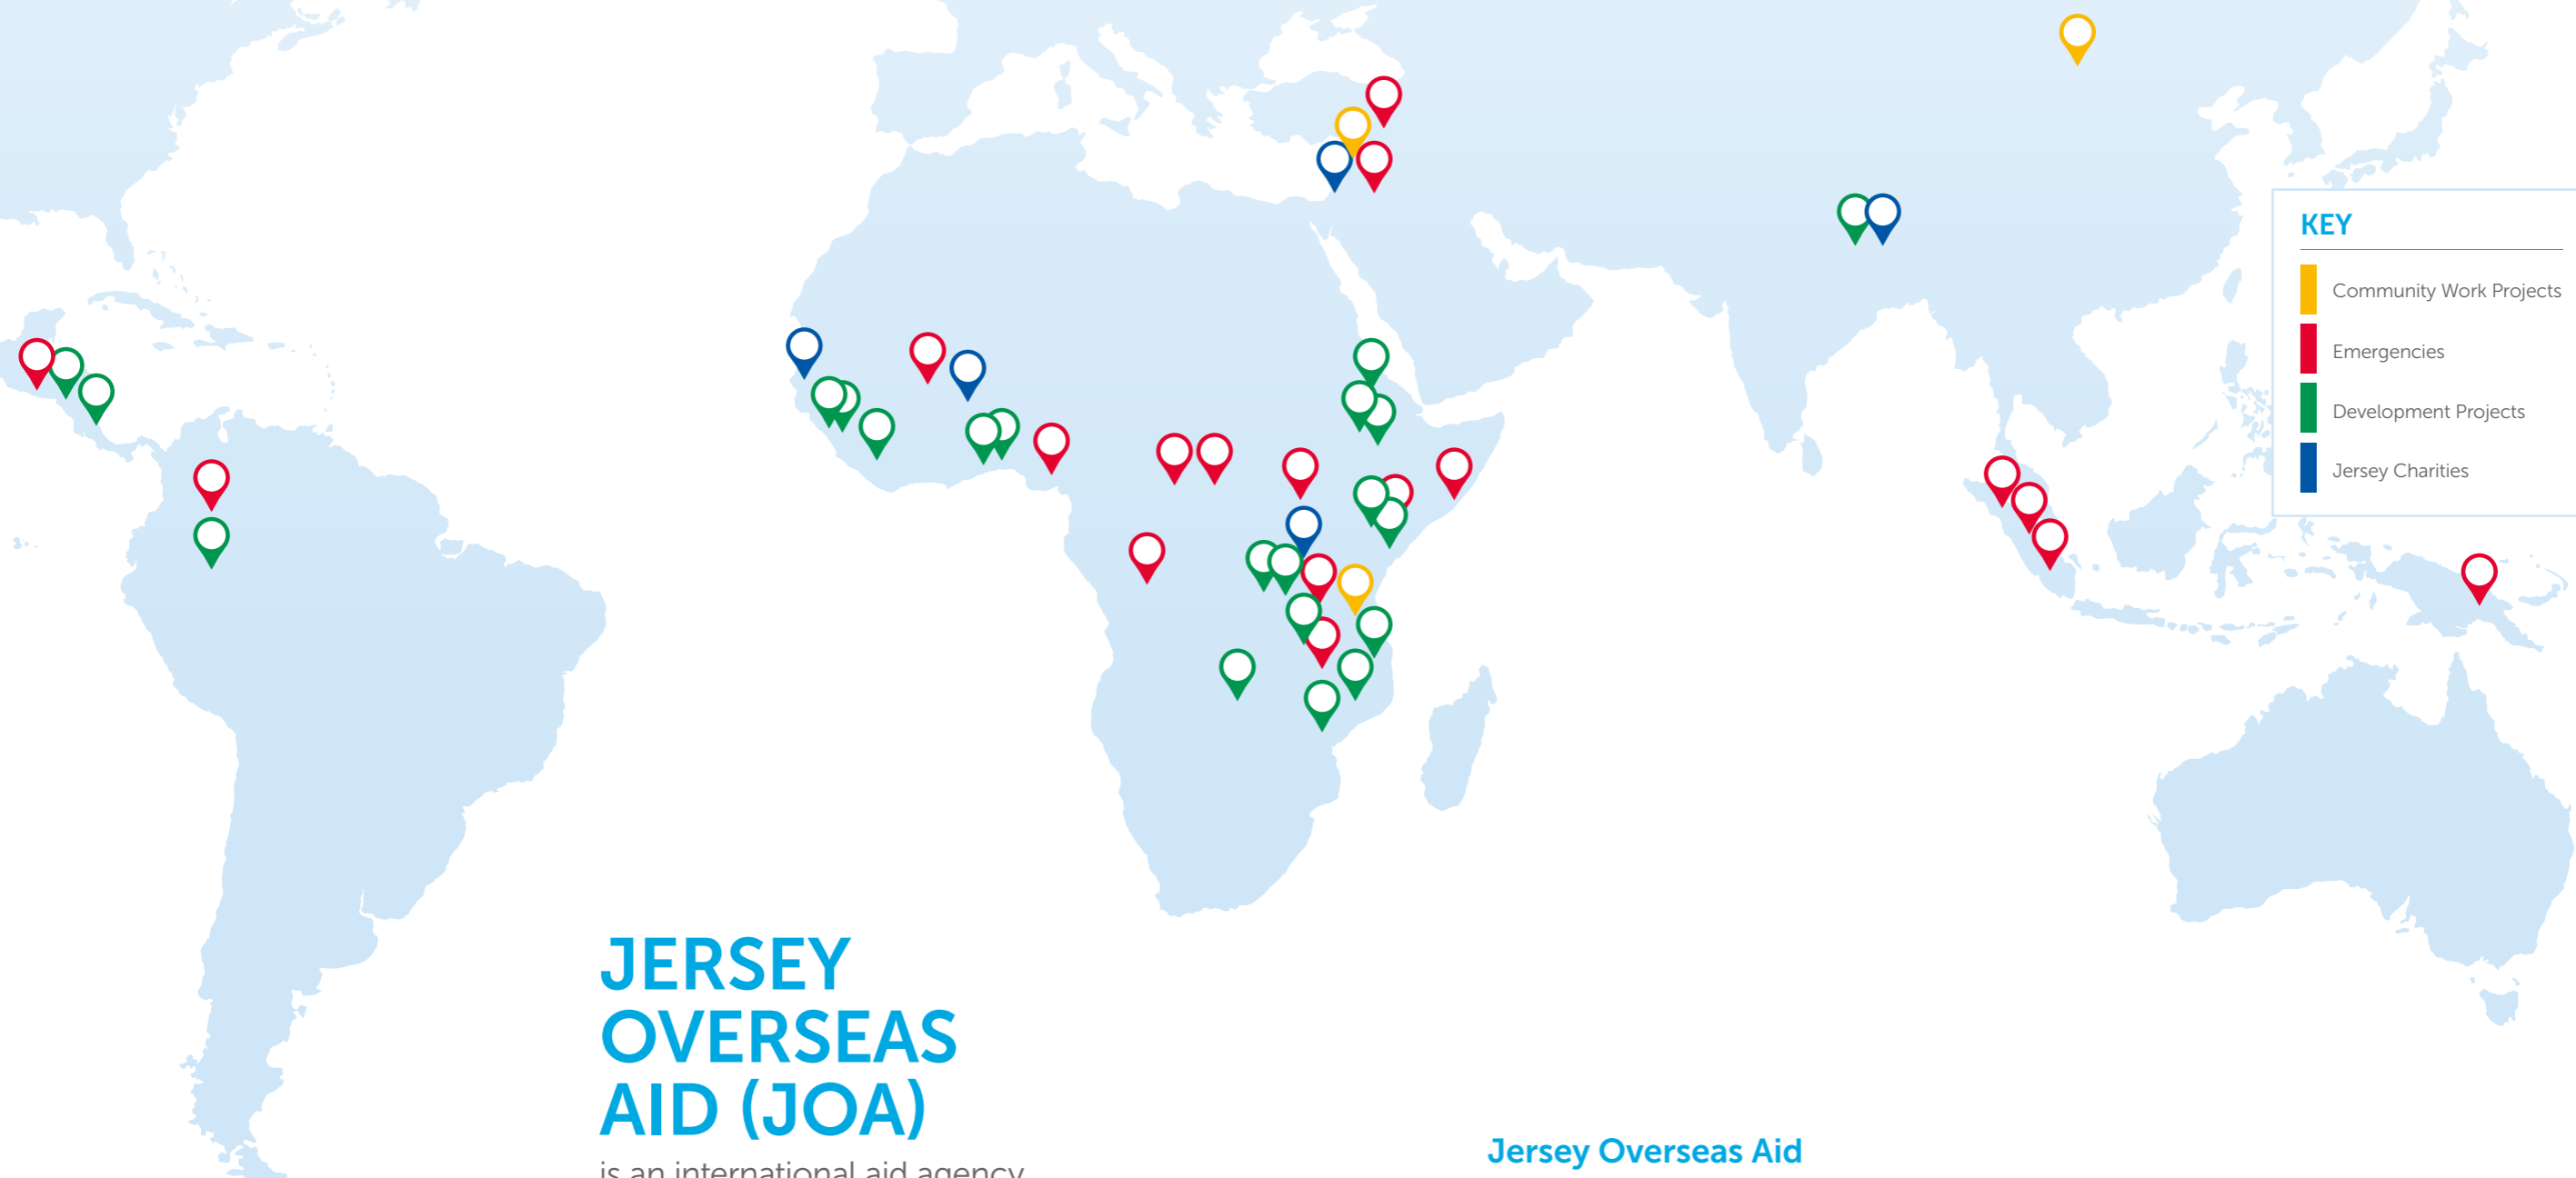 KEY
Community Work Projects
Emergencies
Development Projects
Jersey Charities
JERSEY
OVERSEAS
AID (JOA)
is an international aid agency
Jersey Overseas Aid